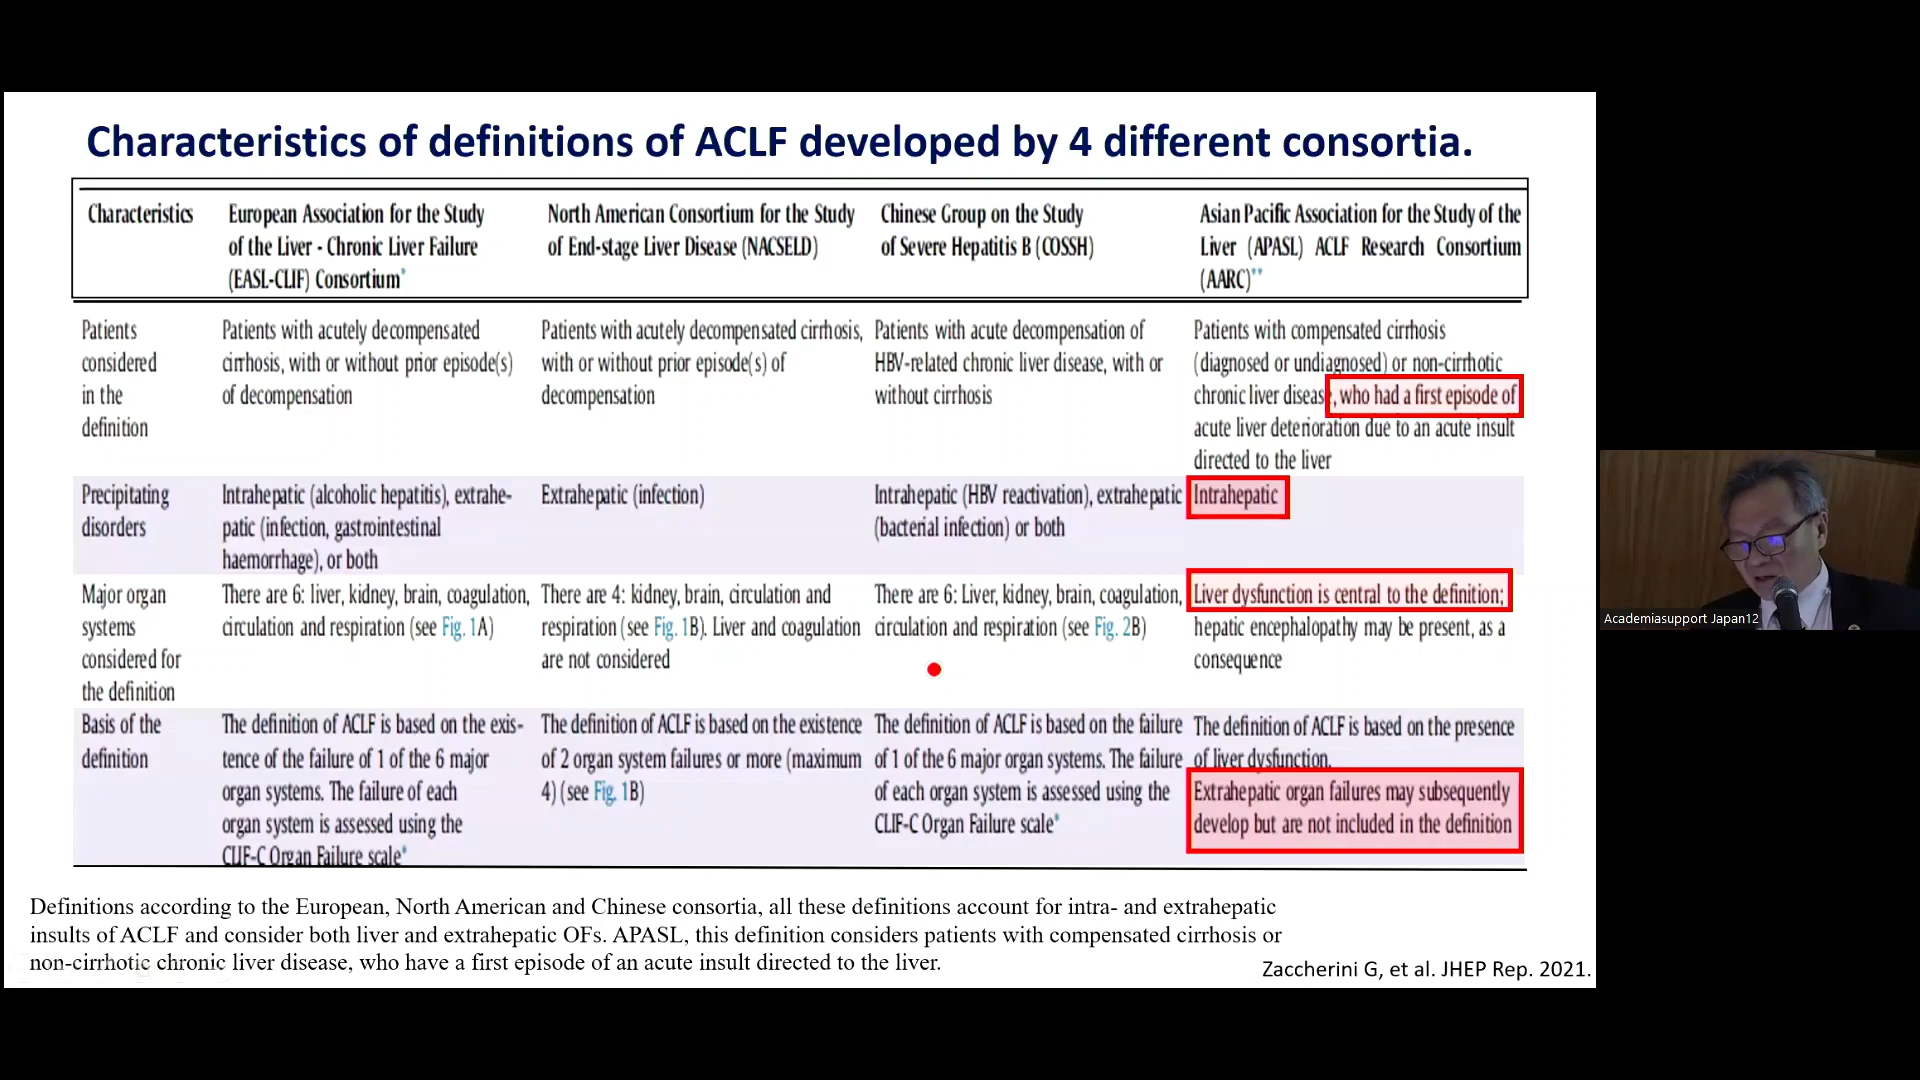 Characteristics of definitions of ACLF developed by 4 different consortia.
Characteristics
European Association for the Study
of the Liver - Chronic Liver Failure
(EASL-CLIF) Consortium*
North American Consortium for the Study
of End-stage Liver Disease (NACSELD)
Chinese Group on the Study
of Severe Hepatitis B (COSSH)
Asian Pacific Association for the Study of the
Liver (APASL) ACLF Research Consortium
(AARC)**
Patients
considered
in the
definition
Patients with acutely decompensated
cirrhosis, with or without prior episode(s)
of decompensation
Patients with acutely decompensated cirrhosis,
with or without prior episode(s) of
decompensation
Patients with acute decompensation of
HBV-related chronic liver disease, with or
without cirrhosis
Patients with compensated cirrhosis
(diagnosed or undiagnosed) or non-cirrhotic
chronic liver disease, who had a first episode of
acute liver deterioration due to an acute insult
directed to the liver
Precipitating
disorders
Intrahepatic (alcoholic hepatitis), extrahe-
patic (infection, gastrointestinal
haemorrhage), or both
Extrahepatic (infection)
Intrahepatic (HBV reactivation), extrahepatic
(bacterial infection) or both
Intrahepatic
Major organ
systems
considered for
the definition
There are 6: liver, kidney, brain, coagulation,
circulation and respiration (see Fig. 1A)
There are 4: kidney, brain, circulation and
respiration (see Fig. 1B). Liver and coagulation
are not considered
There are 6: Liver, kidney, brain, coagulation,
circulation and respiration (see Fig. 2B)
Liver dysfunction is central to the definition;
hepatic encephalopathy may be present, as a
consequence
Basis of the
definition
The definition of ACLF is based on the exis-
tence of the failure of 1 of the 6 major
organ systems. The failure of each
organ system is assessed using the
CLIF-C Organ Failure scale*
The definition of ACLF is based on the existence
of 2 organ system failures or more (maximum
4) (see Fig. 1B)
The definition of ACLF is based on the failure
of 1 of the 6 major organ systems. The failure
of each organ system is assessed using the
CLIF-C Organ Failure scale*
The definition of ACLF is based on the presence
of liver dysfunction.
Extrahepatic organ failures may subsequently
develop but are not included in the definition
Definitions according to the European, North American and Chinese consortia, all these definitions account for intra- and extrahepatic
insults of ACLF and consider both liver and extrahepatic OFs. APASL, this definition considers patients with compensated cirrhosis or
non-cirrhotic chronic liver disease, who have a first episode of an acute insult directed to the liver.
Zaccherini G, et al. JHEP Rep. 2021.
Academiasupport Japan12